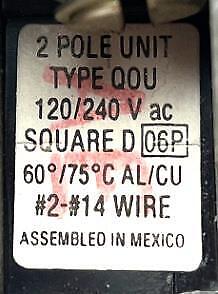 2 POLE UNIT
TYPE QOU
120/240 V ac
SQUARE D 06P
60°/75°C AL/CU
#2-#14 WIRE
ASSEMBLED IN MEXICO